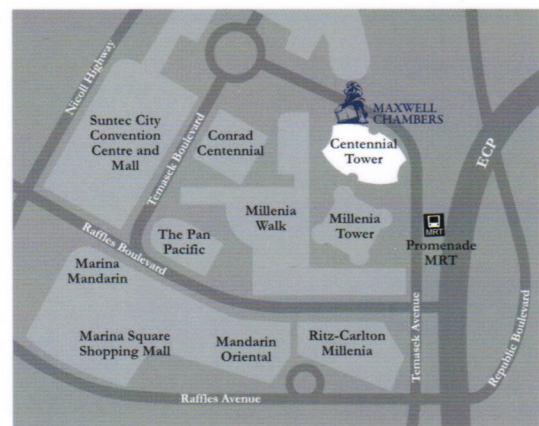 Nicoll Highway
MAXWELL
CHAMBERS
Suntec City
Convention
Centre and
Mall
Temasek Boulevard
Conrad
Centennial
Centennial
Tower
ECP
Raffles Boulevard
The Pan
Pacific
Millenia
Walk
Millenia
Tower
MRT
Promenade
MRT
Marina
Mandarin
Marina Square
Shopping Mall
Mandarin
Oriental
Ritz-Carlton
Millenia
Temasek Avenue
Republic Boulevard
Raffles Avenue